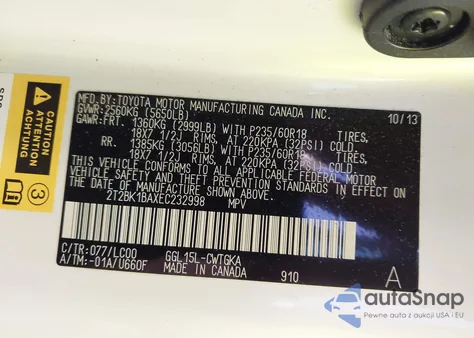 MFD.BY:TOYOTA MOTOR MANUFACTURING CANADA INC.
GVWR:2560KG (5650LB) 10/13
GAWR:FRT. 1360KG (2999LB) WITH P235/60R18 TIRES,
18X7 1/2J RIMS, AT 220KPA (32PSI) COLD.
RR. 1385KG (3056LB) WITH P235/60R18 TIRES,
18X7 1/2J RIMS, AT 220KPA (32PSI) COLD.
THIS VEHICLE CONFORMS TO ALL APPLICABLE FEDERAL MOTOR
VEHICLE SAFETY AND THEFT PREVENTION STANDARDS IN EFFECT
ON THE DATE OF MANUFACTURE SHOWN ABOVE.
2T2BK1BAXEC232998 MPV
C/TR:077/LC00 GGL15L-CWTGKA
A/TM:-01A/U660F MADE IN CANADA 910 A
CAUTION
ATTENTION
ACHTUNG
3
autoSnap
Pewne auta z aukcji USA i EU